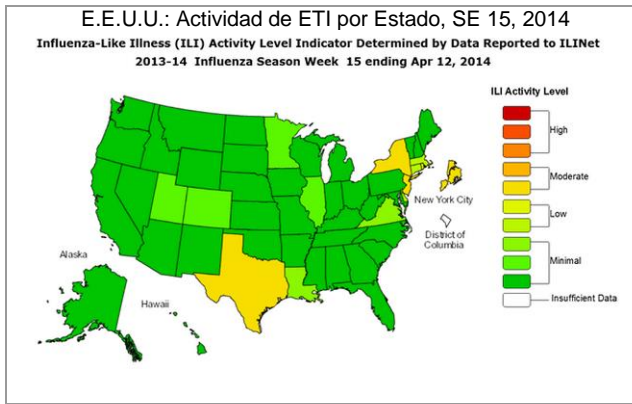 E.E.U.U.: Actividad de ETI por Estado, SE 15, 2014
Influenza-Like Illness (ILI) Activity Level Indicator Determined by Data Reported to ILINet
2013-14 Influenza Season Week 15 ending Apr 12, 2014
ILI Activity Level
High
Moderate
Low
Minimal
Insufficient Data
New York City
District of
Columbia
Alaska
Hawaii